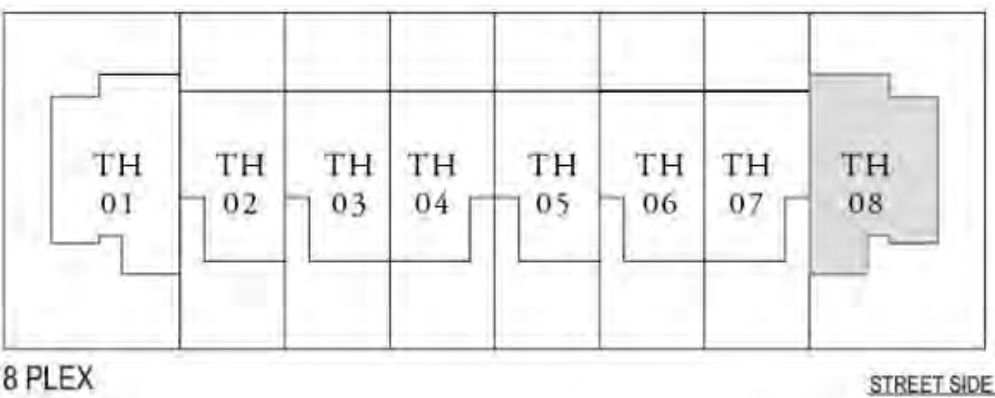 TH TH TH TH TH TH TH TH
01 02 03 04 05 06 07 08
8 PLEX
STREET SIDE